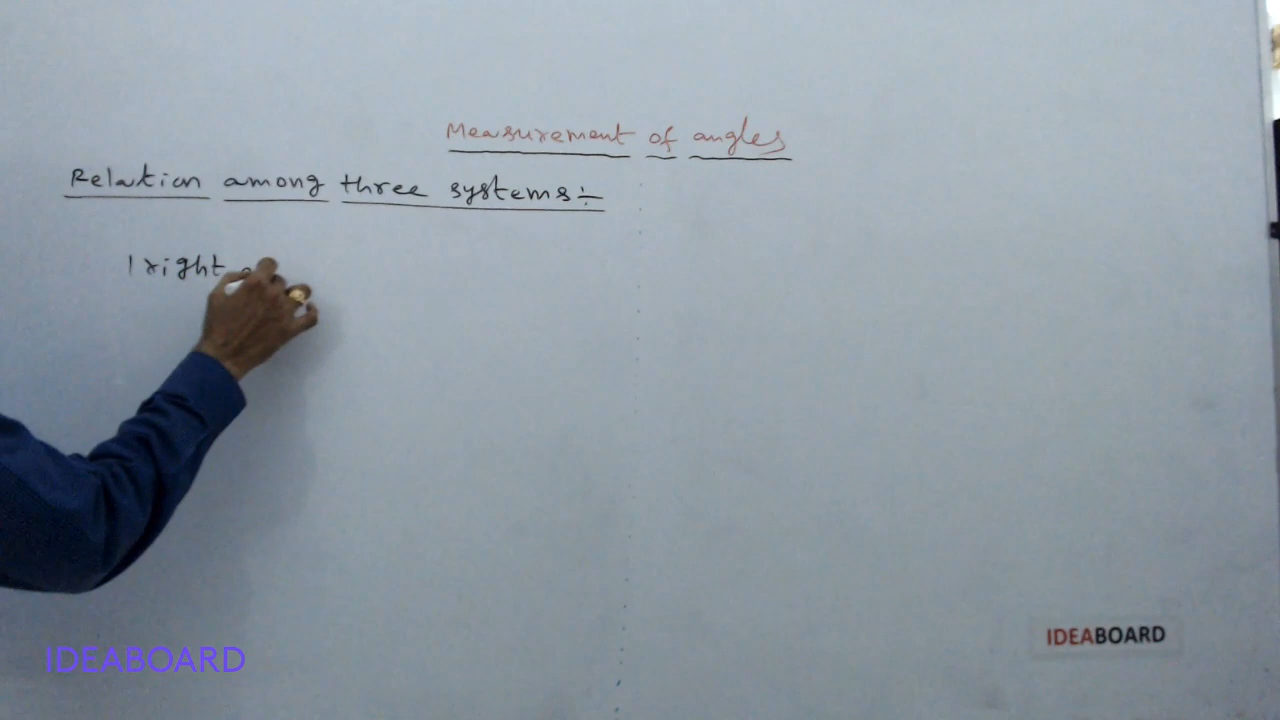 Measurement of angles
Relation among three systems:-
1 right
IDEABOARD
IDEABOARD